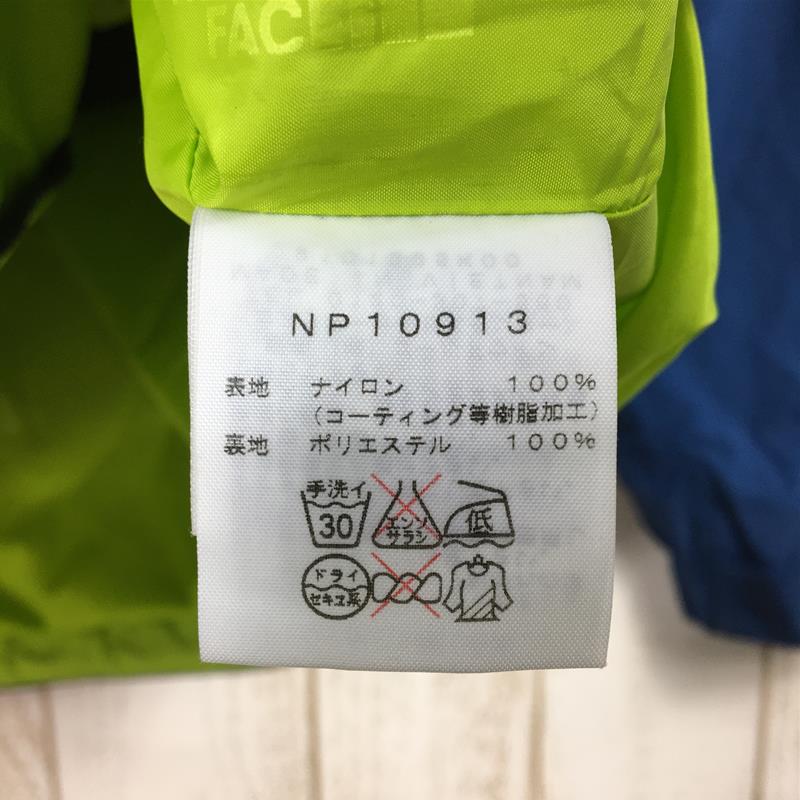 FACE
NP10913
表地 ナイロン 100%
(コーティング等樹脂加工)
裏地 ポリエステル 100%
手洗イ
30
エンソ
サラシ
低
ドライ
セキユ系